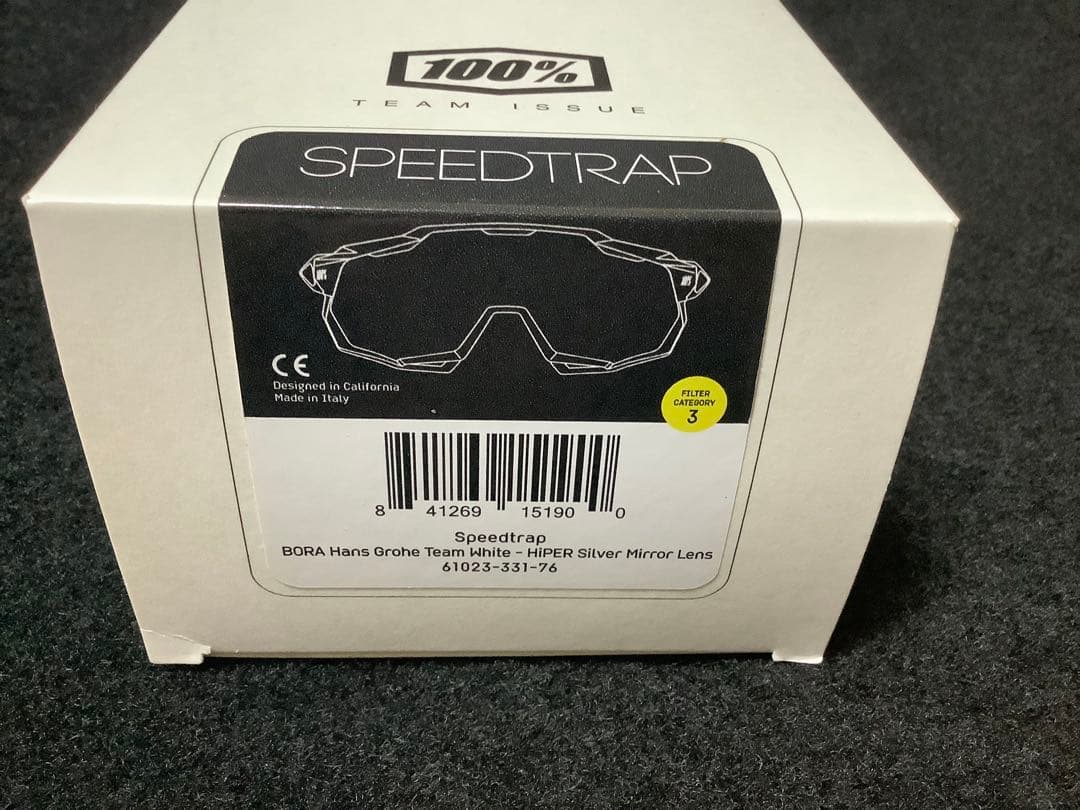 100%
TEAM ISSUE
SPEEDTRAP
CE
Designed in California
Made in Italy
FILTER
CATEGORY
3
8 41269 15190 0
Speedtrap
BORA Hans Grohe Team White - HiPER Silver Mirror Lens
61023-331-76